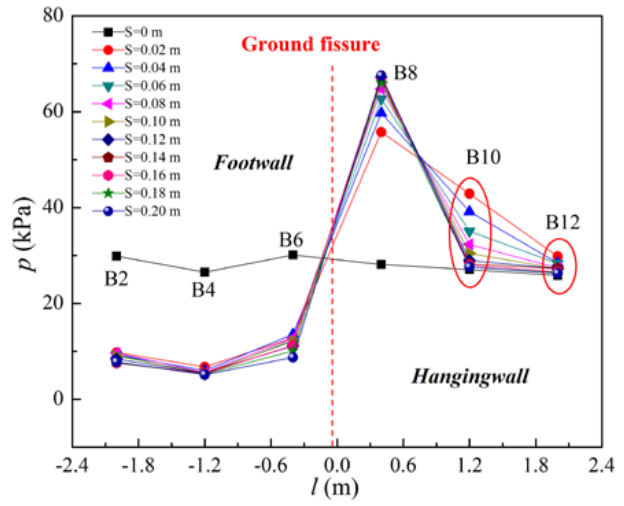 80
60
40
20
0
p (kPa)
S=0 m
S=0.02 m
S=0.04 m
S=0.06 m
S=0.08 m
S=0.10 m
S=0.12 m
S=0.14 m
S=0.16 m
S=0.18 m
S=0.20 m
Ground fissure
Footwall
Hangingwall
B2
B4
B6
B8
B10
B12
-2.4 -1.8 -1.2 -0.6 0.0 0.6 1.2 1.8 2.4
l (m)